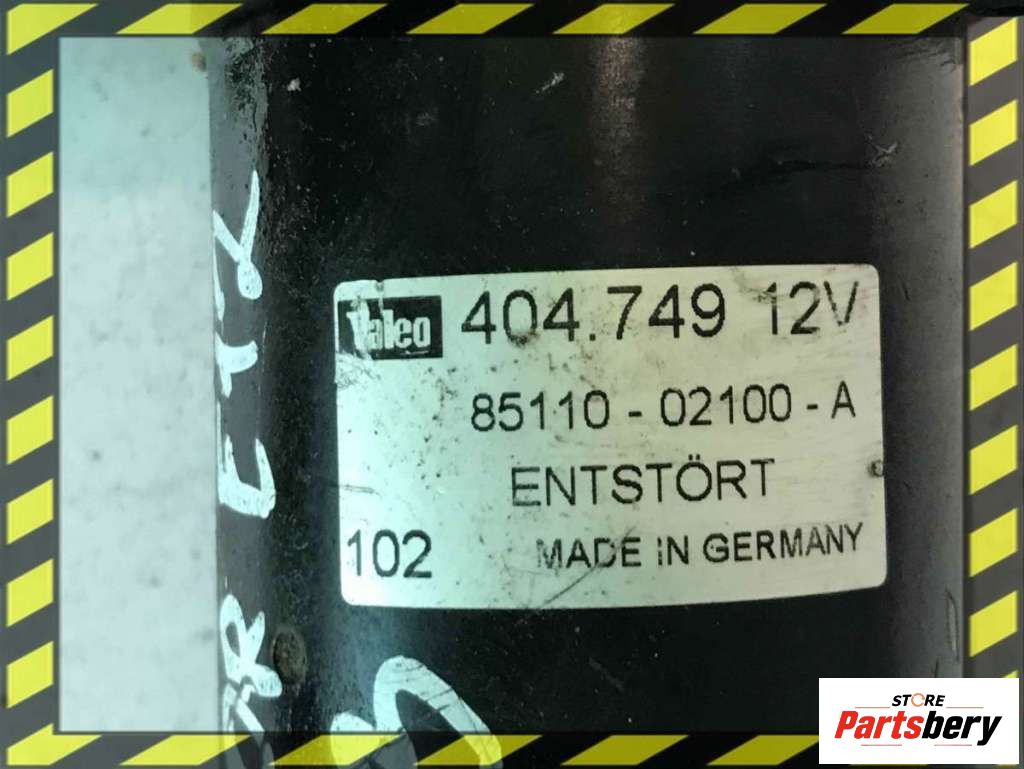 Valeo 404.749 12V
85110 - 02100 - A
ENTSTÖRT
102 MADE IN GERMANY
STORE
Partsbery